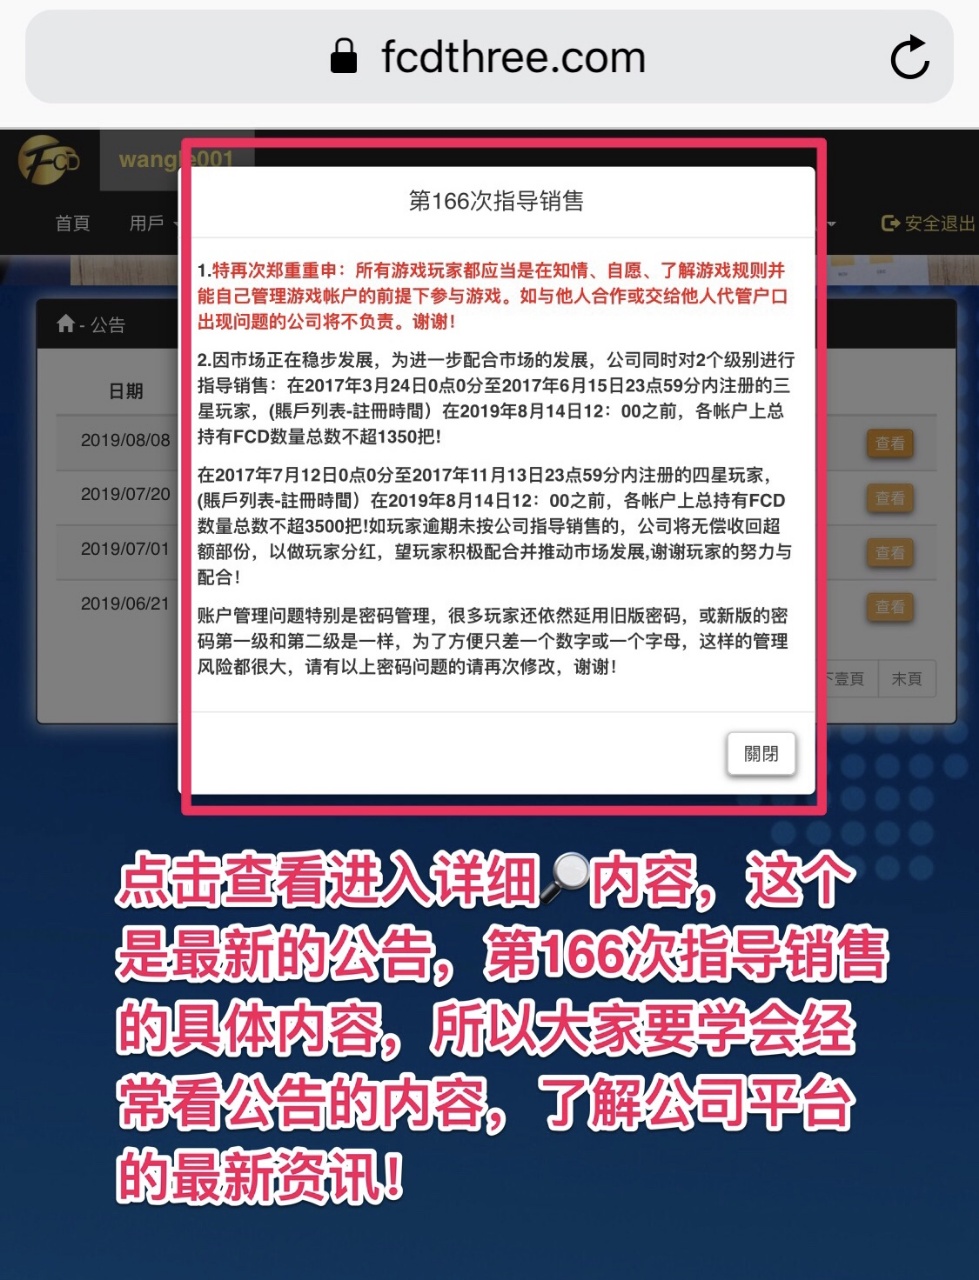 fcdthree.com
FCD
wangle001
首頁 用戶 安全退出
第166次指导销售
1.特再次郑重重申：所有游戏玩家都应当是在知情、自愿、了解游戏规则并
能自己管理游戏帐户的前提下参与游戏。如与他人合作或交给他人代管户口
出现问题的公司将不负责。谢谢！
2.因市场正在稳步发展，为进一步配合市场的发展，公司同时对2个级别进行
指导销售：在2017年3月24日0点0分至2017年6月15日23点59分内注册的三
星玩家，(賬戶列表-註冊時間）在2019年8月14日12：00之前，各帐户上总
持有FCD数量总数不超1350把!
在2017年7月12日0点0分至2017年11月13日23点59分内注册的四星玩家，
(賬戶列表-註冊時間）在2019年8月14日12：00之前，各帐户上总持有FCD
数量总数不超3500把!如玩家逾期未按公司指导销售的，公司将无偿收回超
额部份，以做玩家分红，望玩家积极配合并推动市场发展,谢谢玩家的努力与
配合！
账户管理问题特别是密码管理，很多玩家还依然延用旧版密码，或新版的密
码第一级和第二级是一样，为了方便只差一个数字或一个字母，这样的管理
风险都很大，请有以上密码问题的请再次修改，谢谢！
關閉
- 公告
日期
2019/08/08 查看
2019/07/20 查看
2019/07/01 查看
2019/06/21 查看
下壹頁 末頁
点击查看进入详细内容，这个
是最新的公告，第166次指导销售
的具体内容，所以大家要学会经
常看公告的内容，了解公司平台
的最新资讯！